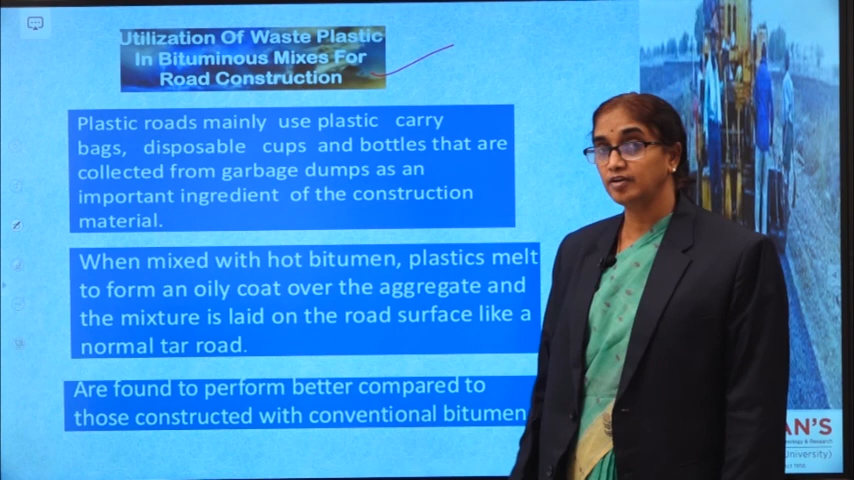 Utilization Of Waste Plastic
In Bituminous Mixes For
Road Construction
Plastic roads mainly use plastic carry
bags, disposable cups and bottles that are
collected from garbage dumps as an
important ingredient of the construction
material.
When mixed with hot bitumen, plastics melt
to form an oily coat over the aggregate and
the mixture is laid on the road surface like a
normal tar road.
Are found to perform better compared to
those constructed with conventional bitumen
AN'S
& Research
University)